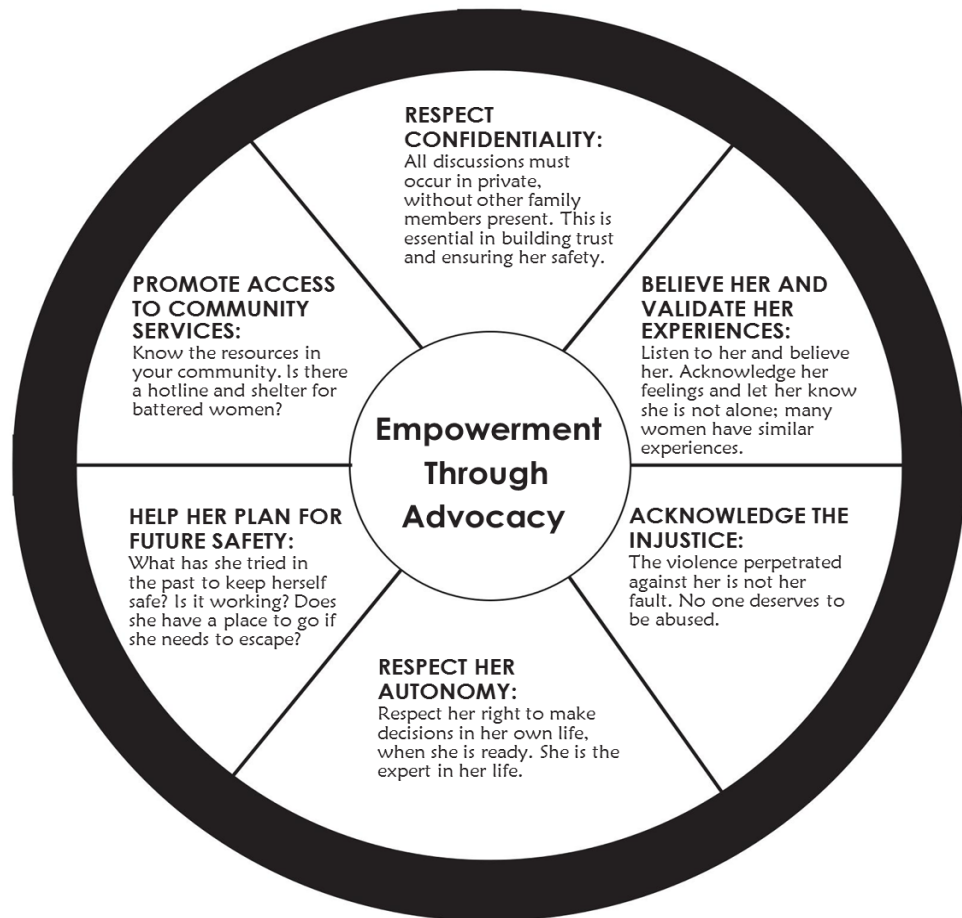 RESPECT
CONFIDENTIALITY:
All discussions must
occur in private,
without other family
members present. This is
essential in building trust
and ensuring her safety.
BELIEVE HER AND
VALIDATE HER
EXPERIENCES:
Listen to her and believe
her. Acknowledge her
feelings and let her know
she is not alone; many
women have similar
experiences.
ACKNOWLEDGE THE
INJUSTICE:
The violence perpetrated
against her is not her
fault. No one deserves to
be abused.
RESPECT HER
AUTONOMY:
Respect her right to make
decisions in her own life,
when she is ready. She is the
expert in her life.
HELP HER PLAN FOR
FUTURE SAFETY:
What has she tried in
the past to keep herself
safe? Is it working? Does
she have a place to go if
she needs to escape?
PROMOTE ACCESS
TO COMMUNITY
SERVICES:
Know the resources in
your community. Is there
a hotline and shelter for
battered women?
Empowerment
Through
Advocacy